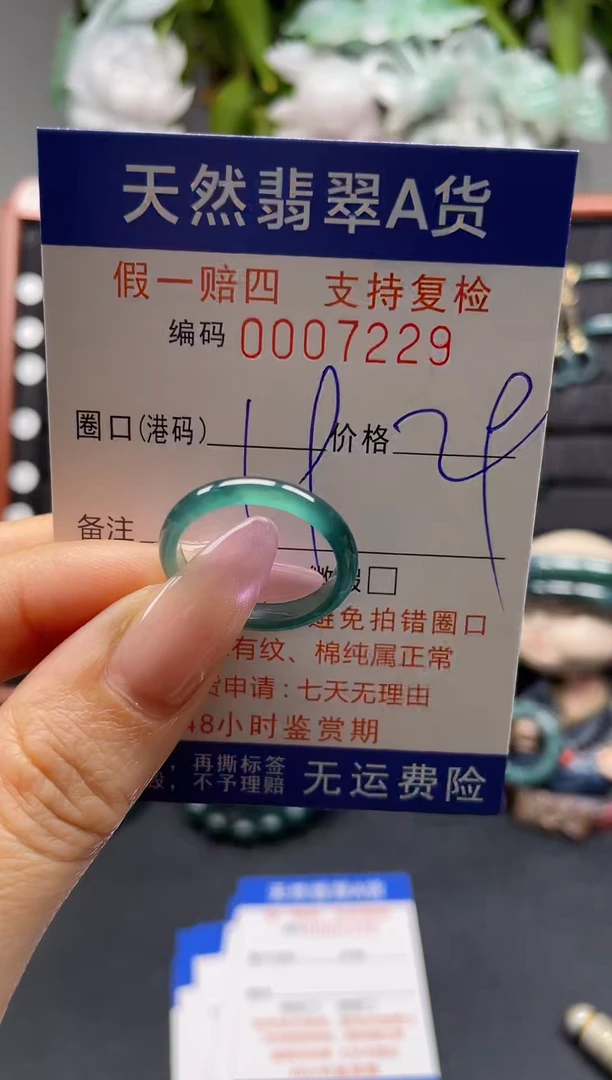 天然翡翠A货
假一赔四 支持复检
编码 0007229
圈口(港码) 价格
备注
避免拍错圈口
有纹、棉纯属正常
货申请:七天无理由
48小时鉴赏期
,再撕标签
,不予理赔
无运费险